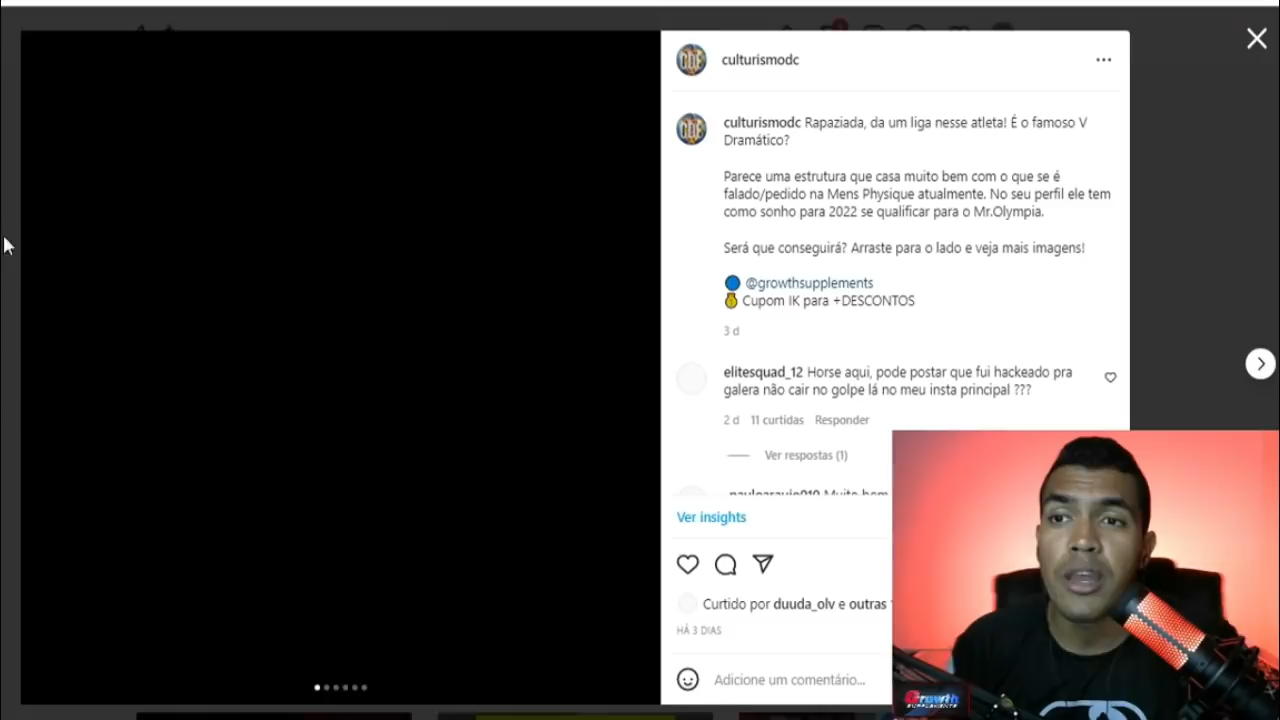 culturismodc
culturismodc Rapaziada, da um liga nesse atleta! É o famoso V
Dramático?
Parece uma estrutura que casa muito bem com o que se é
falado/pedido na Mens Physique atualmente. No seu perfil ele tem
como sonho para 2022 se qualificar para o Mr.Olympia.
Será que conseguirá? Arraste para o lado e veja mais imagens!
@growthsupplements
Cupom IK para +DESCONTOS
3 d
elitesquad_12 Horse aqui, pode postar que fui hackeado pra
galera não cair no golpe lá no meu insta principal ???
2 d 11 curtidas Responder
Ver respostas (1)
Muito bem
Ver insights
Curtido por duuda_olv e outras
HÁ 3 DIAS
Adicione um comentário...
Growth
SUPPLEMENTS